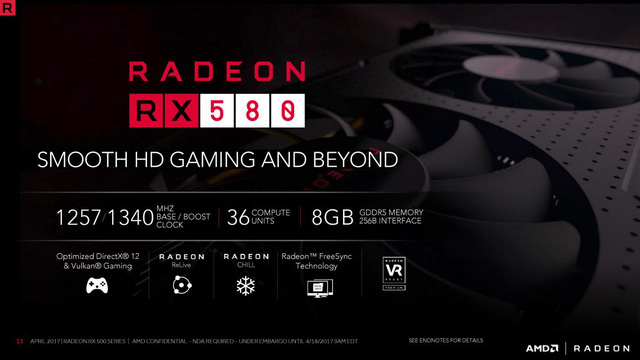 R
RADEON
RX 580
SMOOTH HD GAMING AND BEYOND
1257/1340 MHZ BASE / BOOST CLOCK
36 COMPUTE UNITS
8GB GDDR5 MEMORY 256B INTERFACE
Optimized DirectX® 12
& Vulkan® Gaming
RADEON
ReLive
RADEON
CHILL
Radeon™ FreeSync
Technology
RADEON
VR
READY
PREMIUM
15 APRIL 2017 | RADEON RX 500 SERIES | AMD CONFIDENTIAL – NDA REQUIRED – UNDER EMBARGO UNTIL 4/18/2017 9AM EDT
SEE ENDNOTES FOR DETAILS
AMD | RADEON